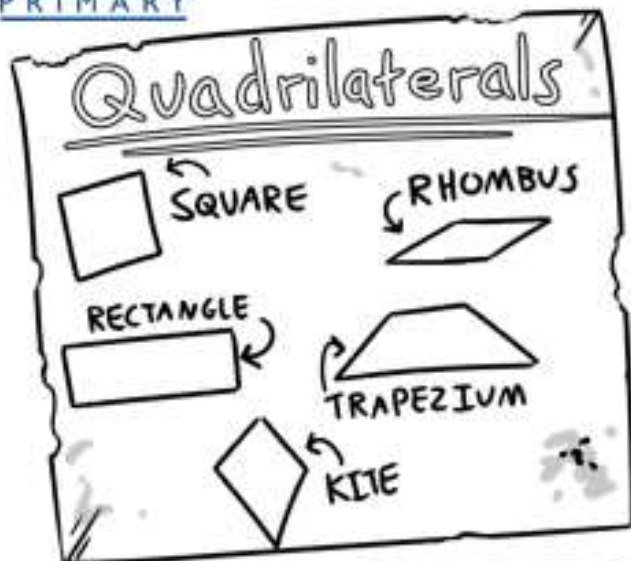 PRIMARY
Quadrilaterals
SQUARE
RHOMBUS
RECTANGLE
TRAPEZIUM
KITE